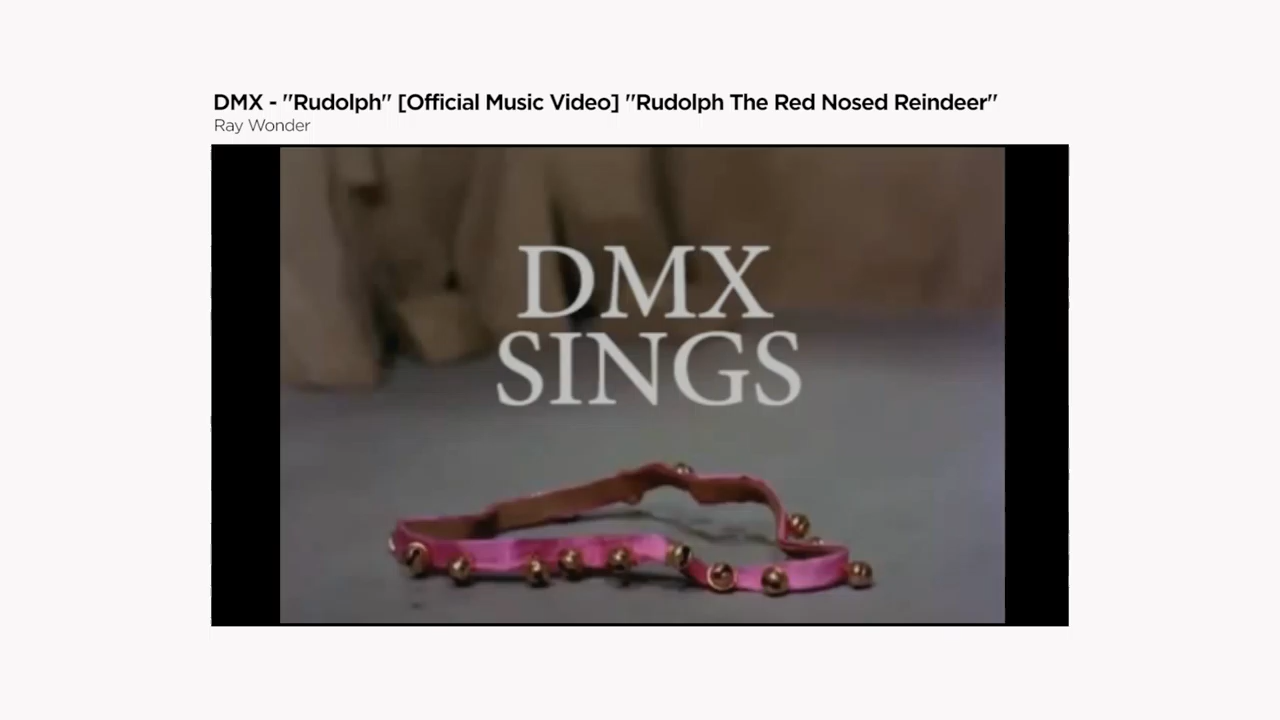 DMX - "Rudolph" [Official Music Video] "Rudolph The Red Nosed Reindeer"
Ray Wonder
DMX
SINGS